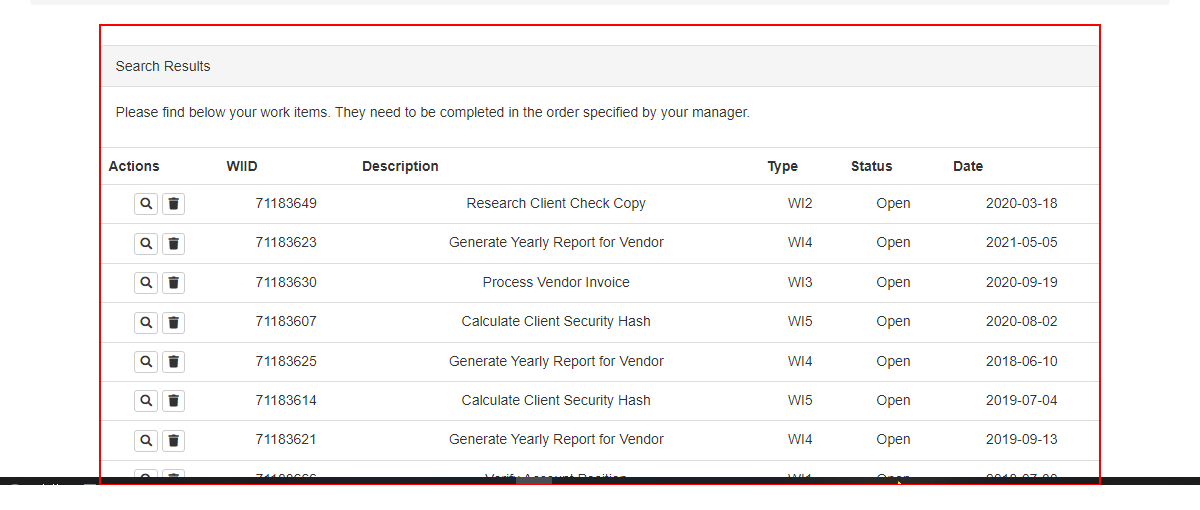 Search Results
Please find below your work items. They need to be completed in the order specified by your manager.
Actions WIID Description Type Status Date
71183649 Research Client Check Copy WI2 Open 2020-03-18
71183623 Generate Yearly Report for Vendor WI4 Open 2021-05-05
71183630 Process Vendor Invoice WI3 Open 2020-09-19
71183607 Calculate Client Security Hash WI5 Open 2020-08-02
71183625 Generate Yearly Report for Vendor WI4 Open 2018-06-10
71183614 Calculate Client Security Hash WI5 Open 2019-07-04
71183621 Generate Yearly Report for Vendor WI4 Open 2019-09-13
Verify Account Position WI1 Open